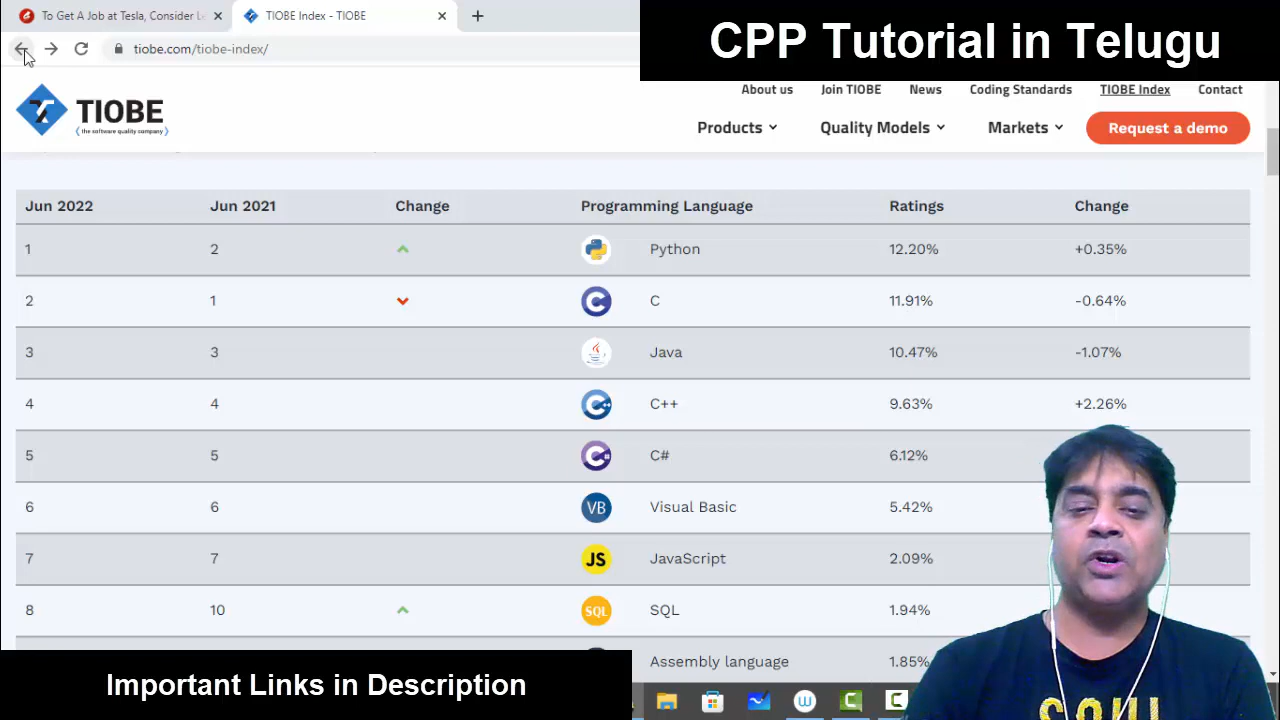 To Get A Job at Tesla, Consider
TIOBE Index - TIOBE
CPP Tutorial in Telugu
tiobe.com/tiobe-index/
TIOBE
(the software quality company)
About us Join TIOBE News Coding Standards TIOBE Index Contact
Products Quality Models Markets Request a demo
Jun 2022 Jun 2021 Change Programming Language Ratings Change
1 2 Python 12.20% +0.35%
2 1 C 11.91% -0.64%
3 3 Java 10.47% -1.07%
4 4 C++ 9.63% +2.26%
5 5 C# 6.12%
6 6 VB Visual Basic 5.42%
7 7 JS JavaScript 2.09%
8 10 SQL SQL 1.94%
Assembly language 1.85%
Important Links in Description